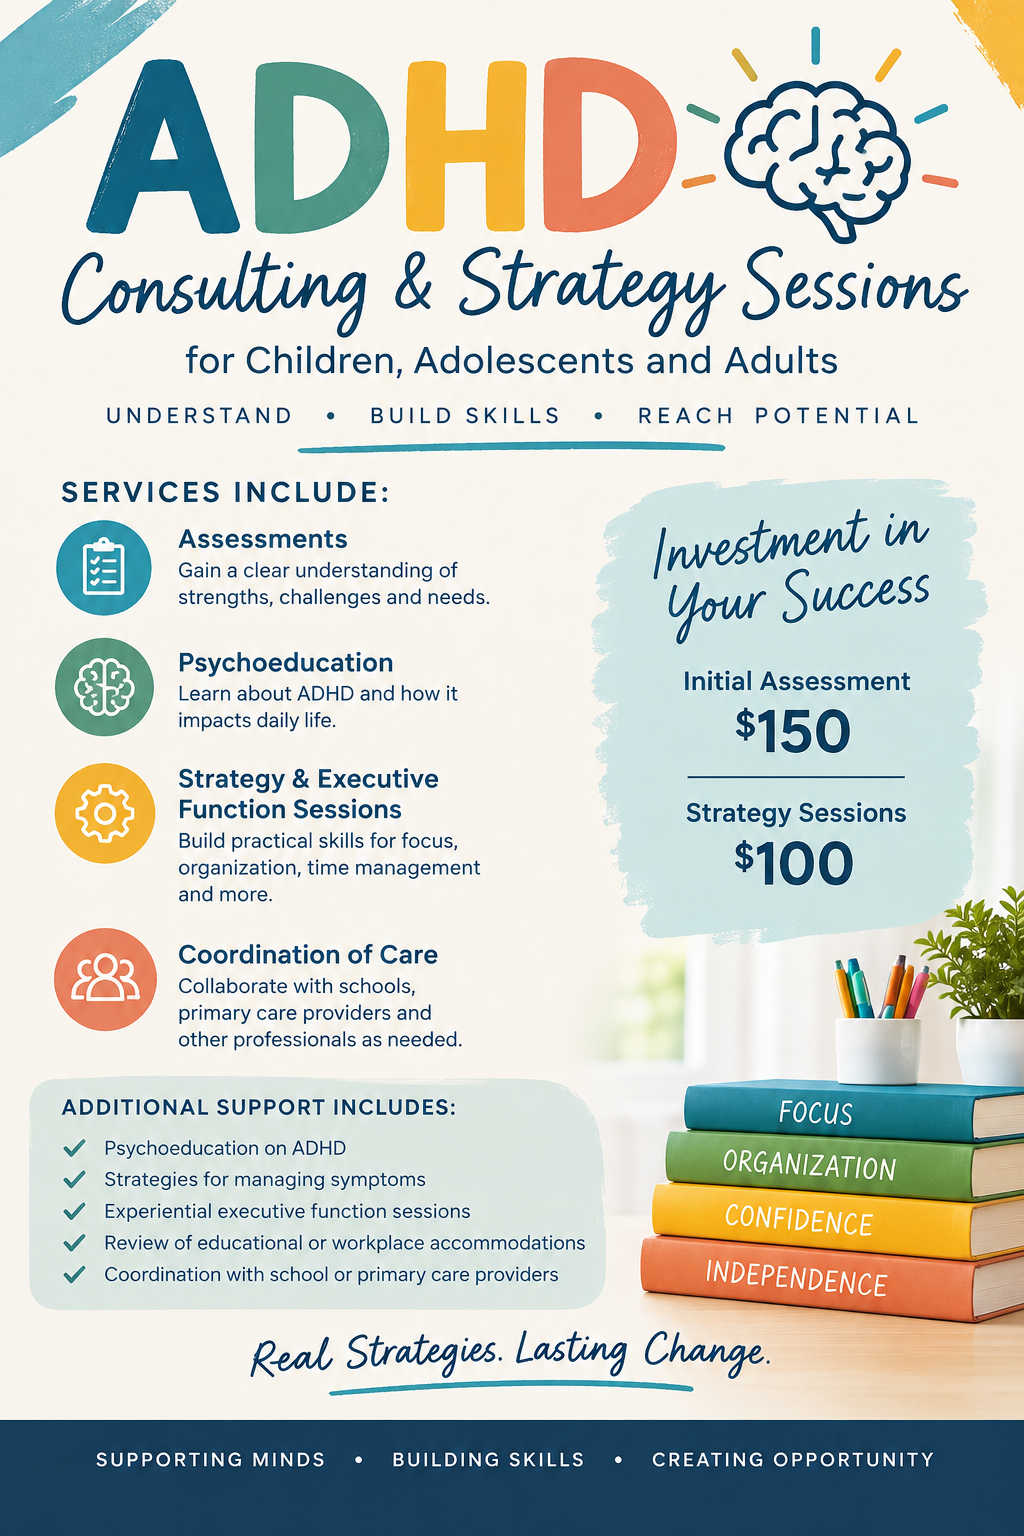 ADHD
Consulting & Strategy Sessions
for Children, Adolescents and Adults
UNDERSTAND • BUILD SKILLS • REACH POTENTIAL
SERVICES INCLUDE:
Assessments
Gain a clear understanding of
strengths, challenges and needs.
Psychoeducation
Learn about ADHD and how it
impacts daily life.
Strategy & Executive
Function Sessions
Build practical skills for focus,
organization, time management
and more.
Coordination of Care
Collaborate with schools,
primary care providers and
other professionals as needed.
Investment in
Your Success
Initial Assessment
$150
Strategy Sessions
$100
ADDITIONAL SUPPORT INCLUDES:
Psychoeducation on ADHD
Strategies for managing symptoms
Experiential executive function sessions
Review of educational or workplace accommodations
Coordination with school or primary care providers
FOCUS
ORGANIZATION
CONFIDENCE
INDEPENDENCE
Real Strategies. Lasting Change.
SUPPORTING MINDS • BUILDING SKILLS • CREATING OPPORTUNITY